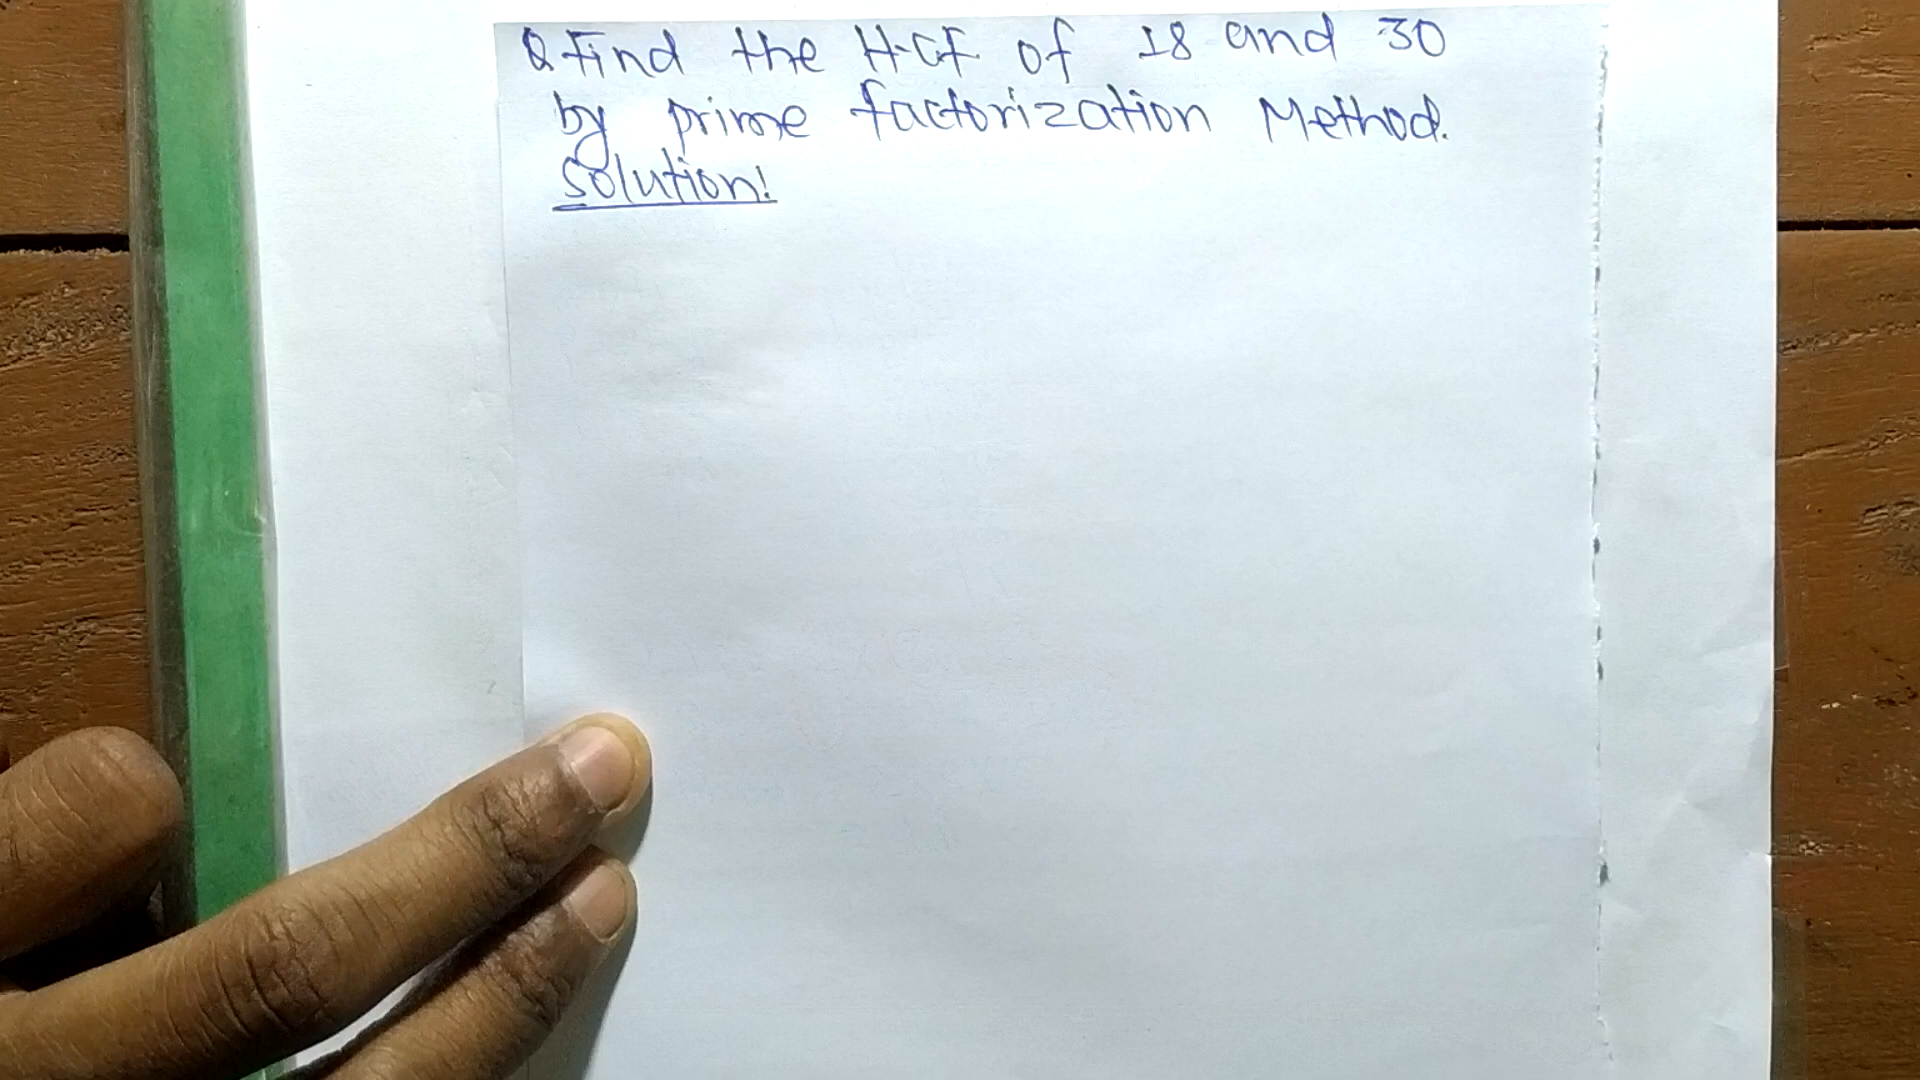 Q Find the H.C.F of 18 and 30
by prime factorization Method.
Solution!